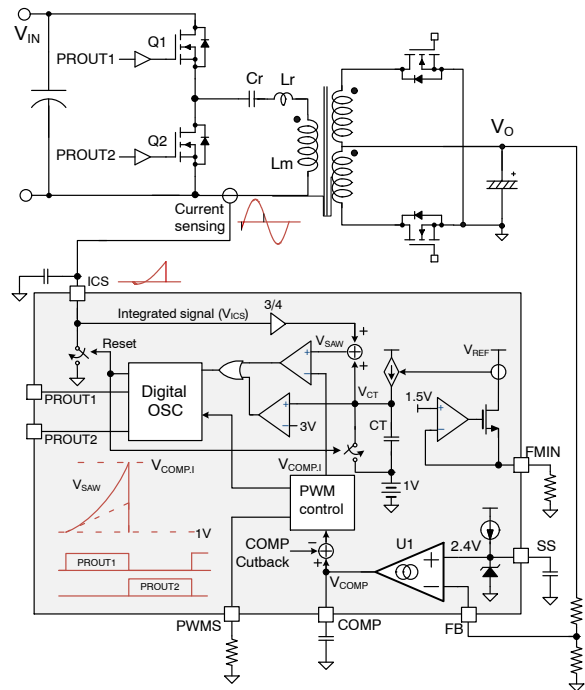 VIN
Q1
PROUT1
Cr
Lr
VO
Q2
PROUT2
Lm
+
Current
sensing
ICS
Integrated signal (VICS)
3/4
+
Reset
VSAW
+
+
−
VREF
Digital
OSC
VCT
1.5V
+
−
PROUT1
+
−
3V
CT
PROUT2
FMIN
VCOMP.I
VCOMP.I
1V
VSAW
PWM
control
1V
2.4V
SS
COMP
Cutback
−
+
U1
+
−
PROUT1
PROUT2
VCOMP
PWMS
COMP
FB